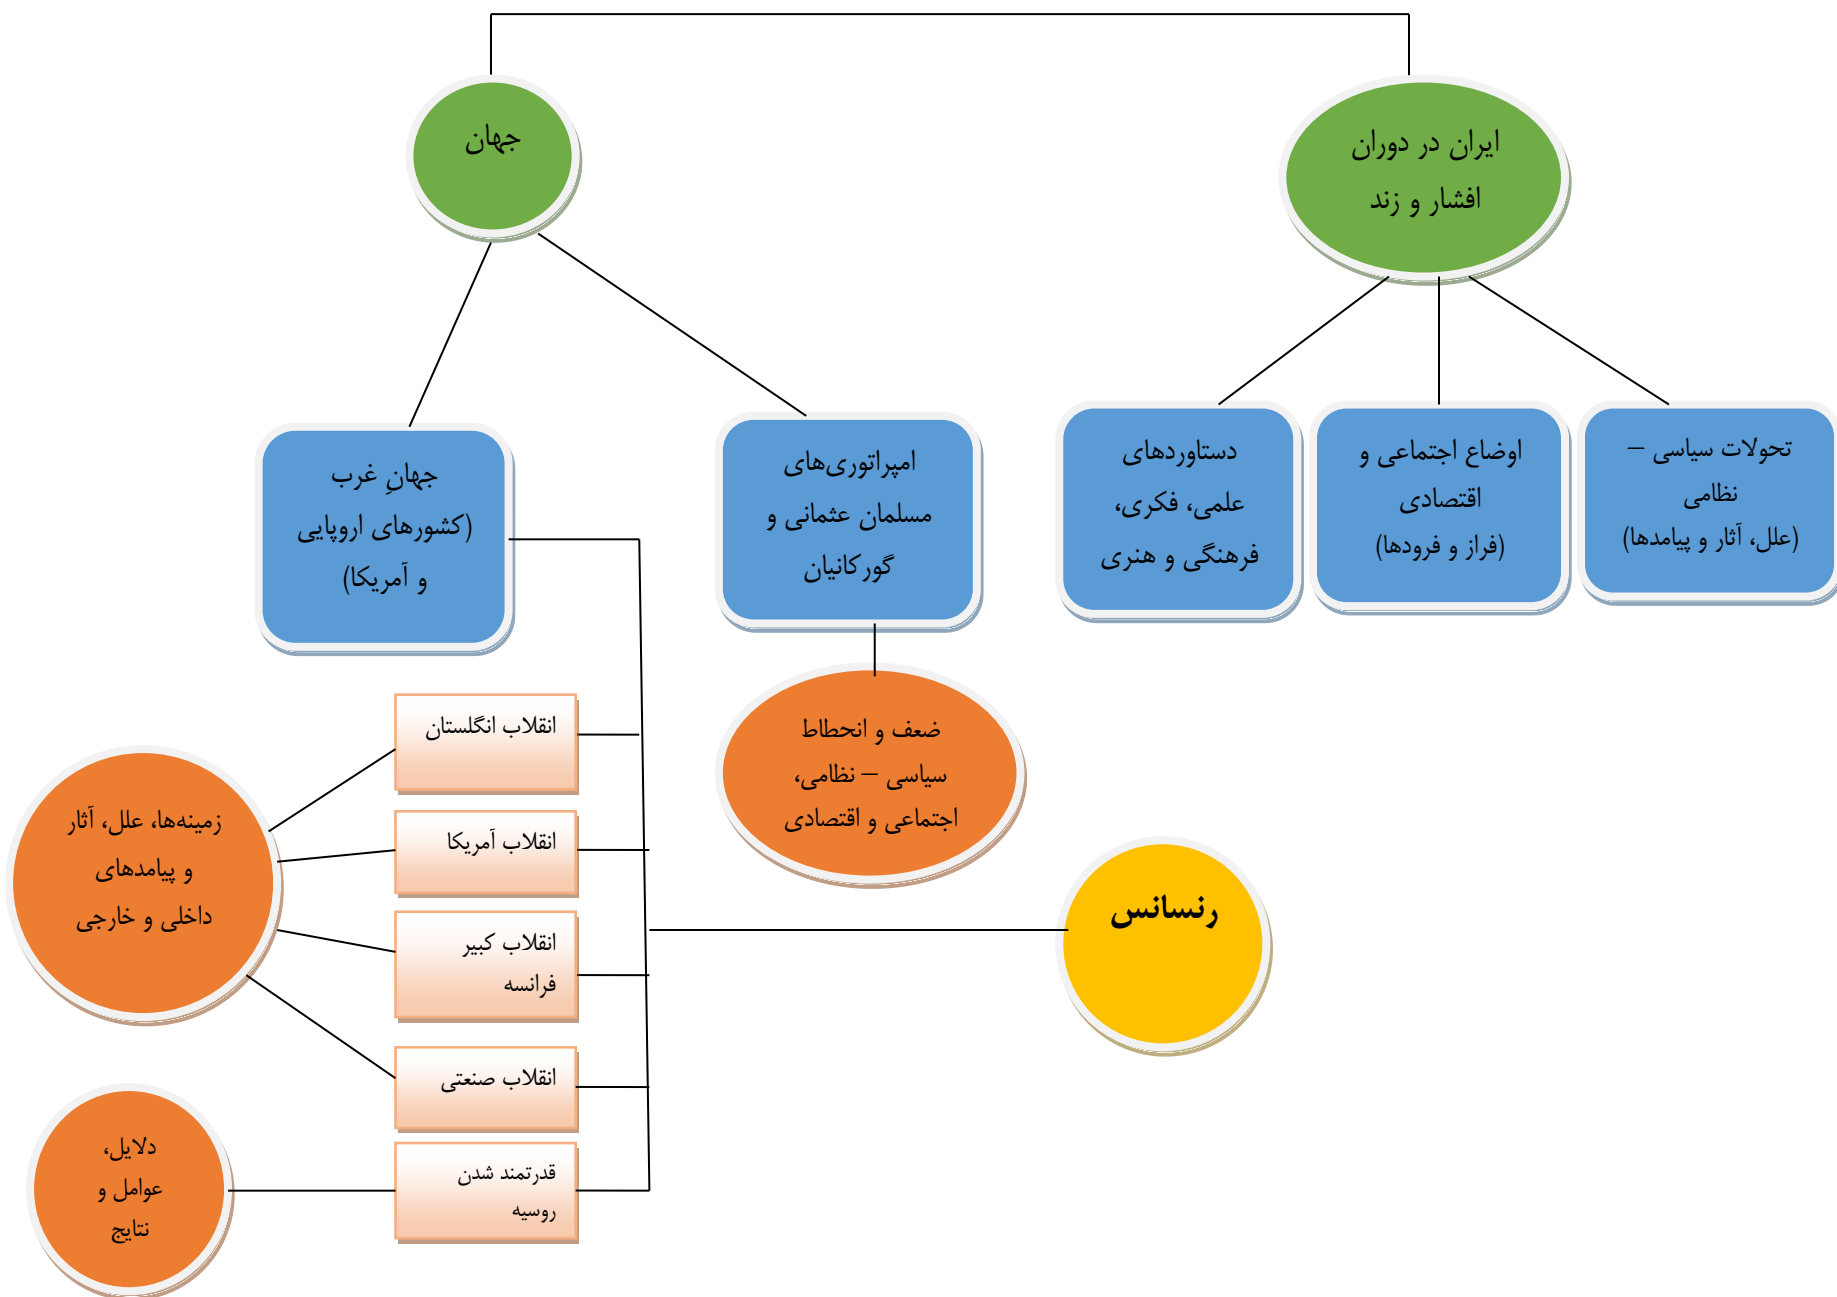 ایران در دوران
افشار و زند
جهان
تحولات سیاسی –
نظامی
(علل، آثار و پیامدها)
اوضاع اجتماعی و
اقتصادی
(فراز و فرودها)
دستاوردهای
علمی، فکری،
فرهنگی و هنری
امپراتوری‌های
مسلمان عثمانی و
گورکانیان
جهانِ غرب
(کشورهای اروپایی
و آمریکا)
ضعف و انحطاط
سیاسی – نظامی،
اجتماعی و اقتصادی
رنسانس
انقلاب انگلستان
انقلاب آمریکا
انقلاب کبیر
فرانسه
انقلاب صنعتی
قدرتمند شدن
روسیه
زمینه‌ها، علل، آثار
و پیامدهای
داخلی و خارجی
دلایل،
عوامل و
نتایج